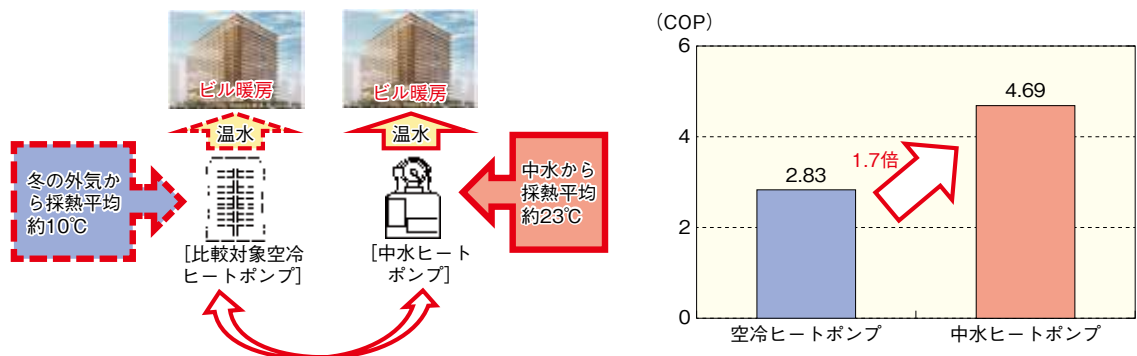 ビル暖房
ビル暖房
温水
温水
冬の外気か
ら採熱平均
約10℃
中水から
採熱平均
約23℃
[比較対象空冷
ヒートポンプ]
[中水ヒート
ポンプ]
(COP)
6
4
2
0
2.83
4.69
1.7倍
空冷ヒートポンプ
中水ヒートポンプ